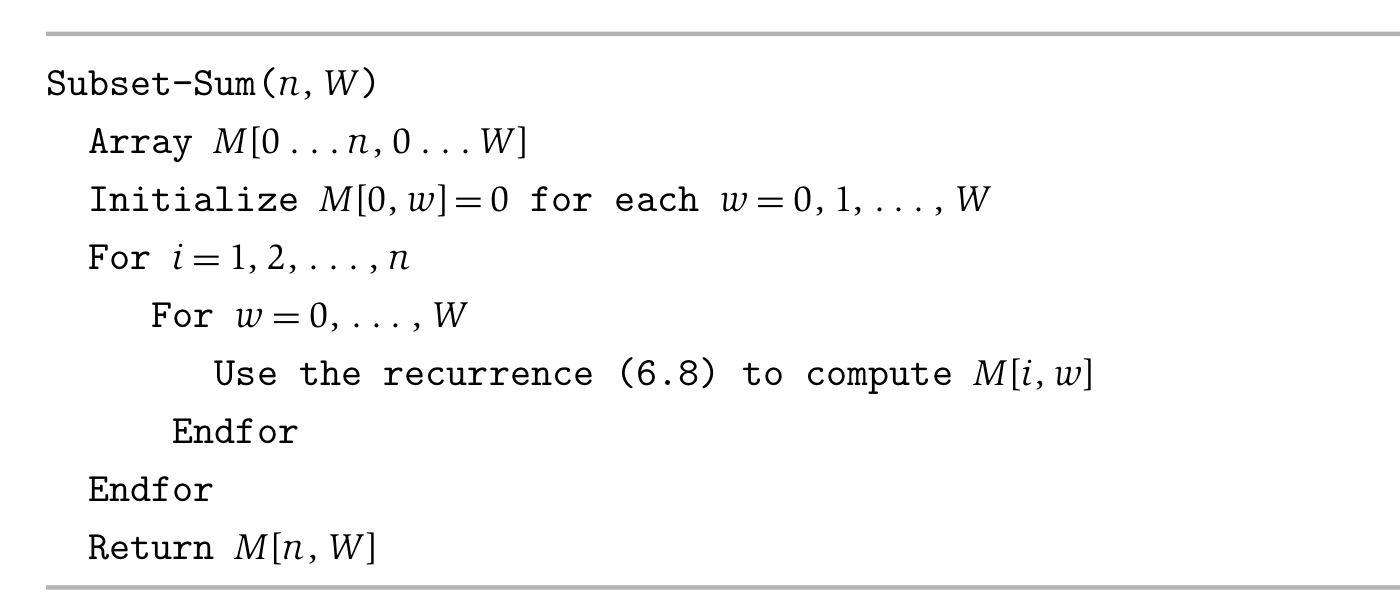 Subset-Sum(n, W)
Array M[0 . . . n, 0 . . . W]
Initialize M[0, w] = 0 for each w = 0, 1, . . . , W
For i = 1, 2, . . . , n
For w = 0, . . . , W
Use the recurrence (6.8) to compute M[i, w]
Endfor
Endfor
Return M[n, W]